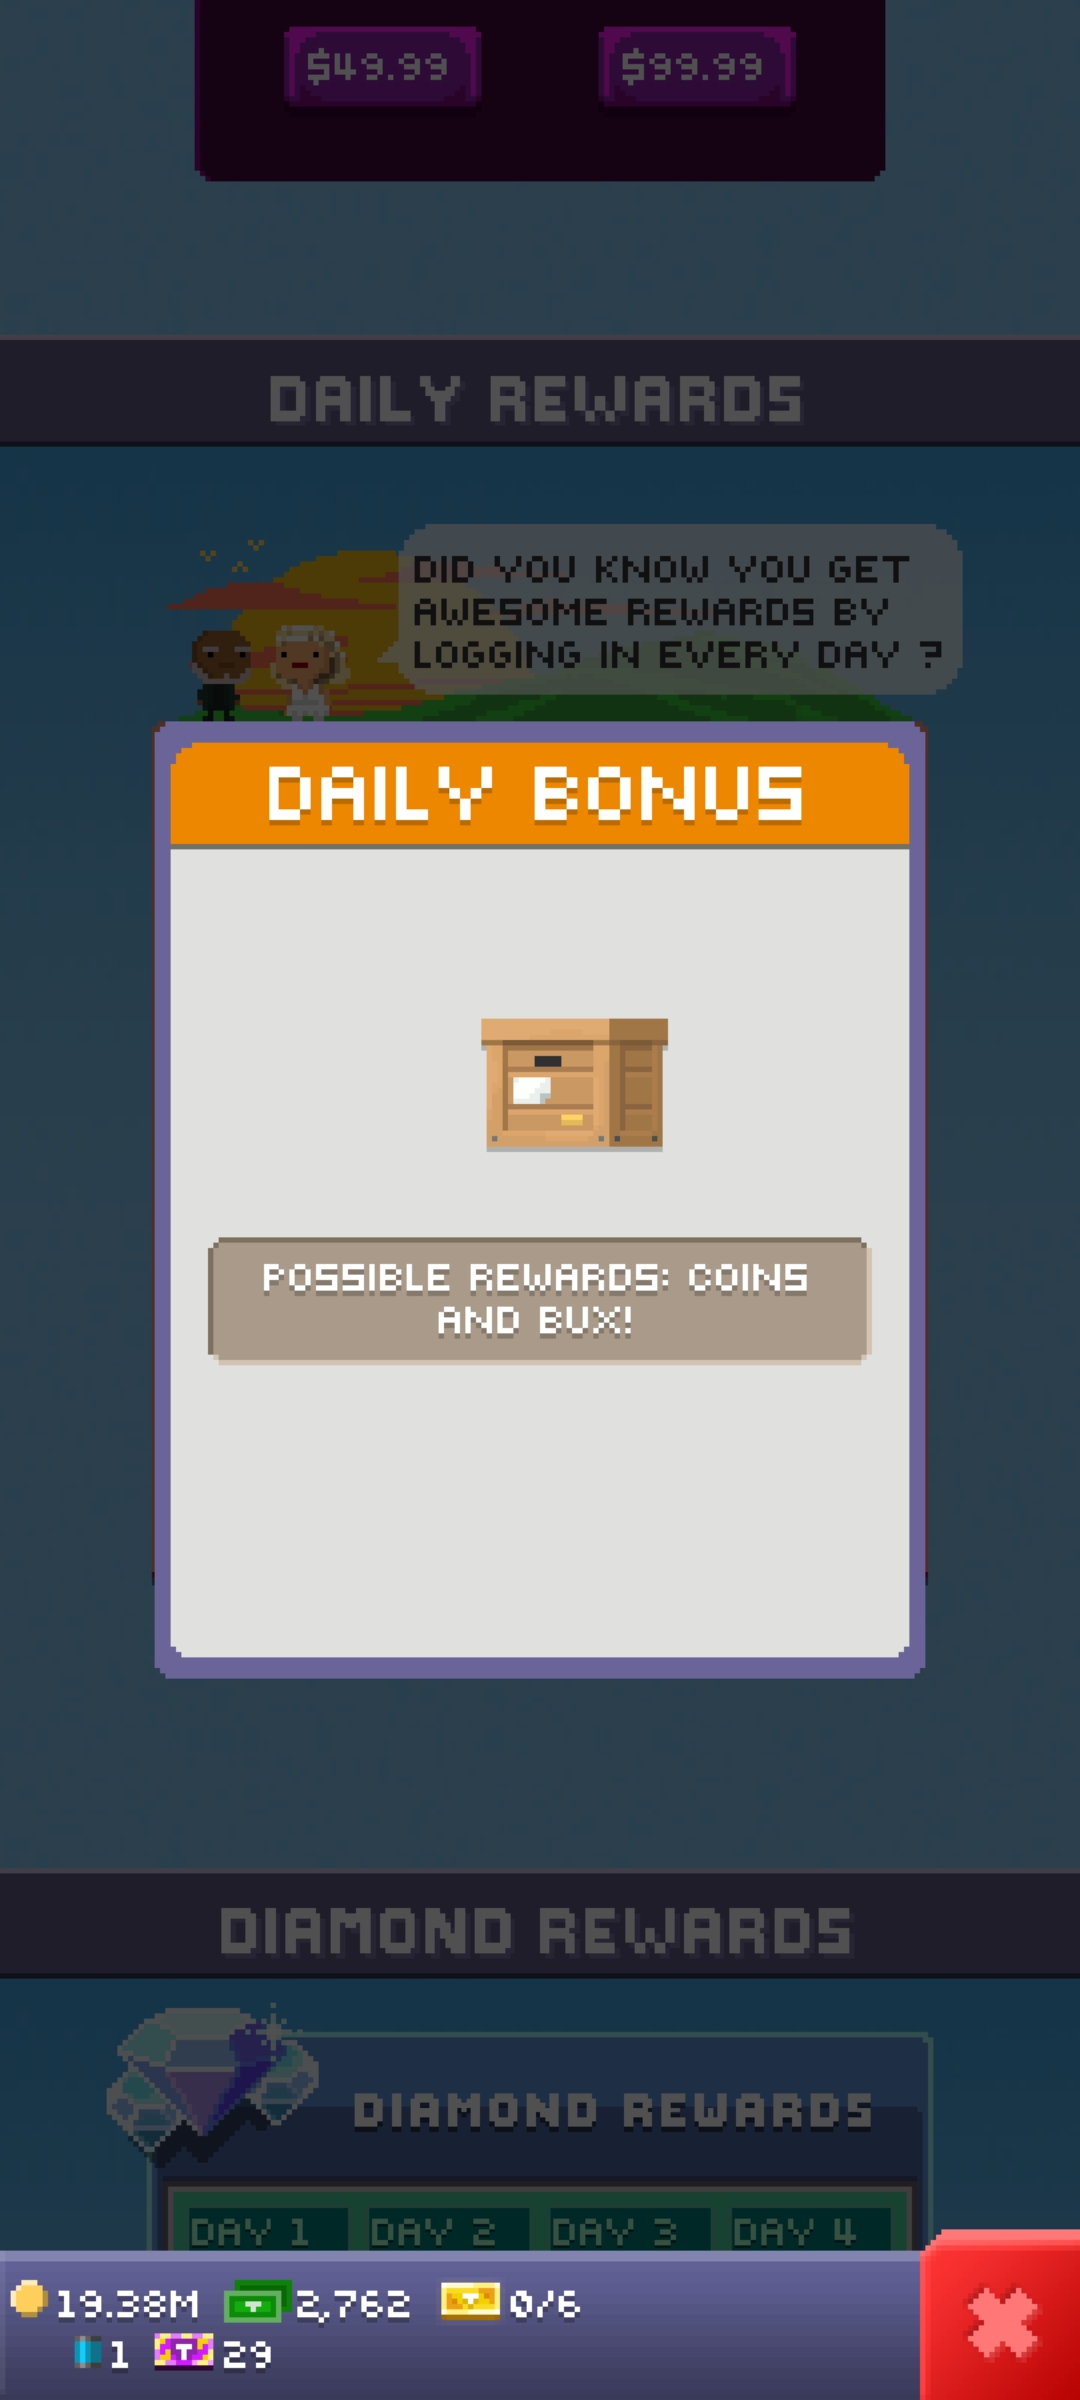 $49.99 $99.99
DAILY REWARDS
DID YOU KNOW YOU GET
AWESOME REWARDS BY
LOGGING IN EVERY DAY ?
DAILY BONUS
POSSIBLE REWARDS: COINS
AND BUX!
DIAMOND REWARDS
DIAMOND REWARDS
DAY 1 DAY 2 DAY 3 DAY 4
19.38M 2,762 0/6
1 29